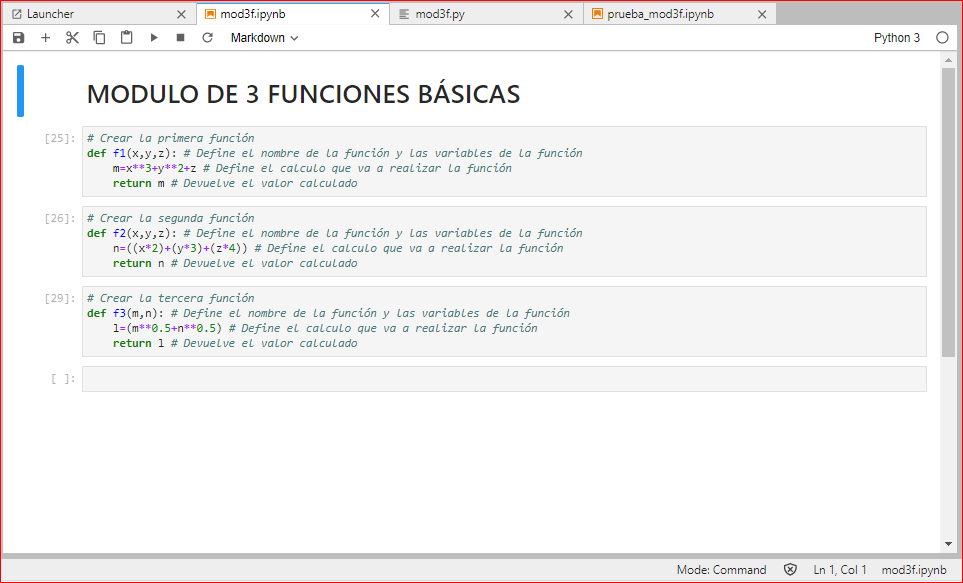 Launcher
mod3f.ipynb
mod3f.py
prueba_mod3f.ipynb
Markdown
Python 3
MODULO DE 3 FUNCIONES BÁSICAS
[25]:
# Crear la primera función
def f1(x,y,z): # Define el nombre de la función y las variables de la función
    m=x**3+y**2+z # Define el calculo que va a realizar la función
    return m # Devuelve el valor calculado
[26]:
# Crear la segunda función
def f2(x,y,z): # Define el nombre de la función y las variables de la función
    n=((x*2)+(y*3)+(z*4)) # Define el calculo que va a realizar la función
    return n # Devuelve el valor calculado
[29]:
# Crear la tercera función
def f3(m,n): # Define el nombre de la función y las variables de la función
    l=(m**0.5+n**0.5) # Define el calculo que va a realizar la función
    return l # Devuelve el valor calculado
[ ]:
Mode: Command
Ln 1, Col 1
mod3f.ipynb